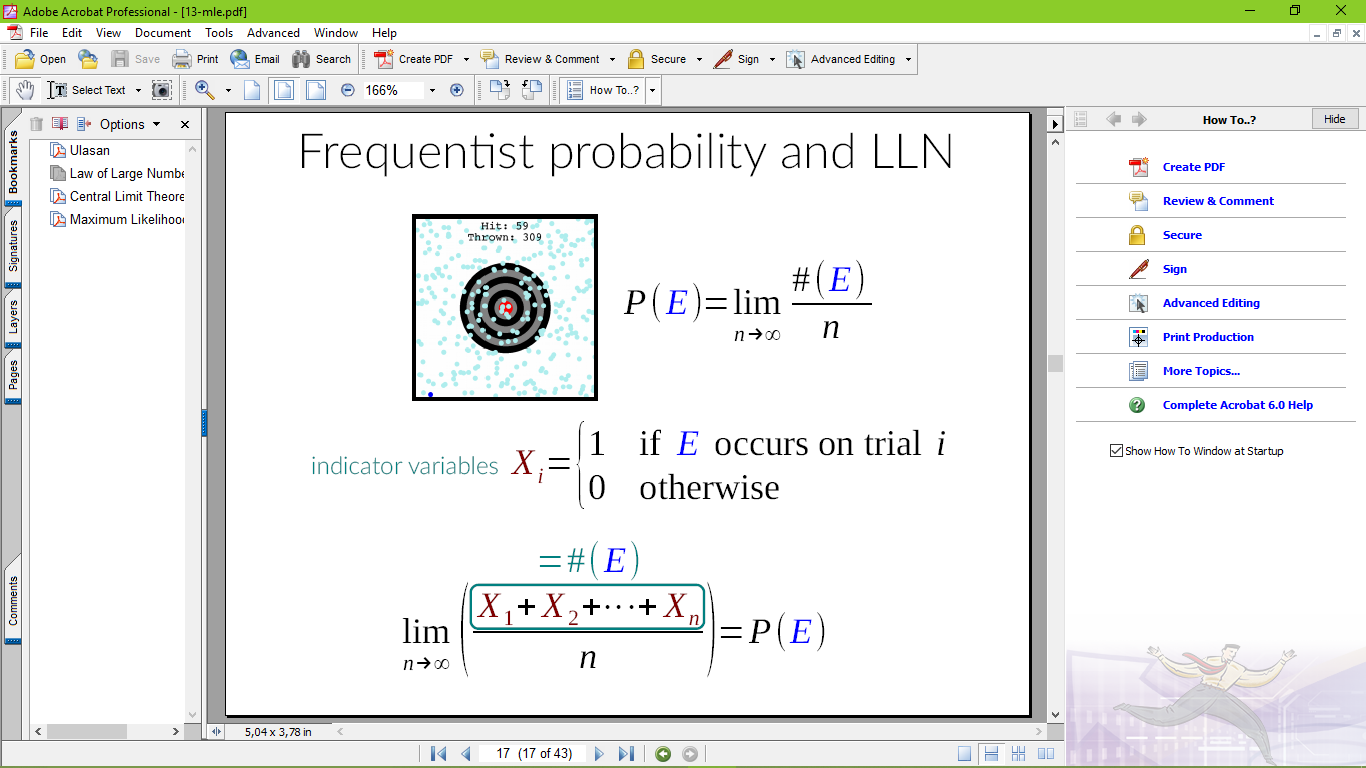 Adobe Acrobat Professional - [13-mle.pdf]
File Edit View Document Tools Advanced Window Help
Open Save Print Email Search Create PDF Review & Comment Secure Sign Advanced Editing
Select Text 166% How To..?
Bookmarks
Signatures
Layers
Pages
Comments
Options
Ulasan
Law of Large Numbe
Central Limit Theore
Maximum Likelihoo
Frequentist probability and LLN
Hit: 59
Thrown: 309
P(E)=lim n→∞ #(E)/n
indicator variables X_i = { 1 if E occurs on trial i
0 otherwise
=#(E)
lim n→∞ ((X_1+X_2+⋯+X_n)/n)=P(E)
How To..? Hide
Create PDF
Review & Comment
Secure
Sign
Advanced Editing
Print Production
More Topics...
Complete Acrobat 6.0 Help
Show How To Window at Startup
5,04 x 3,78 in
17 (17 of 43)